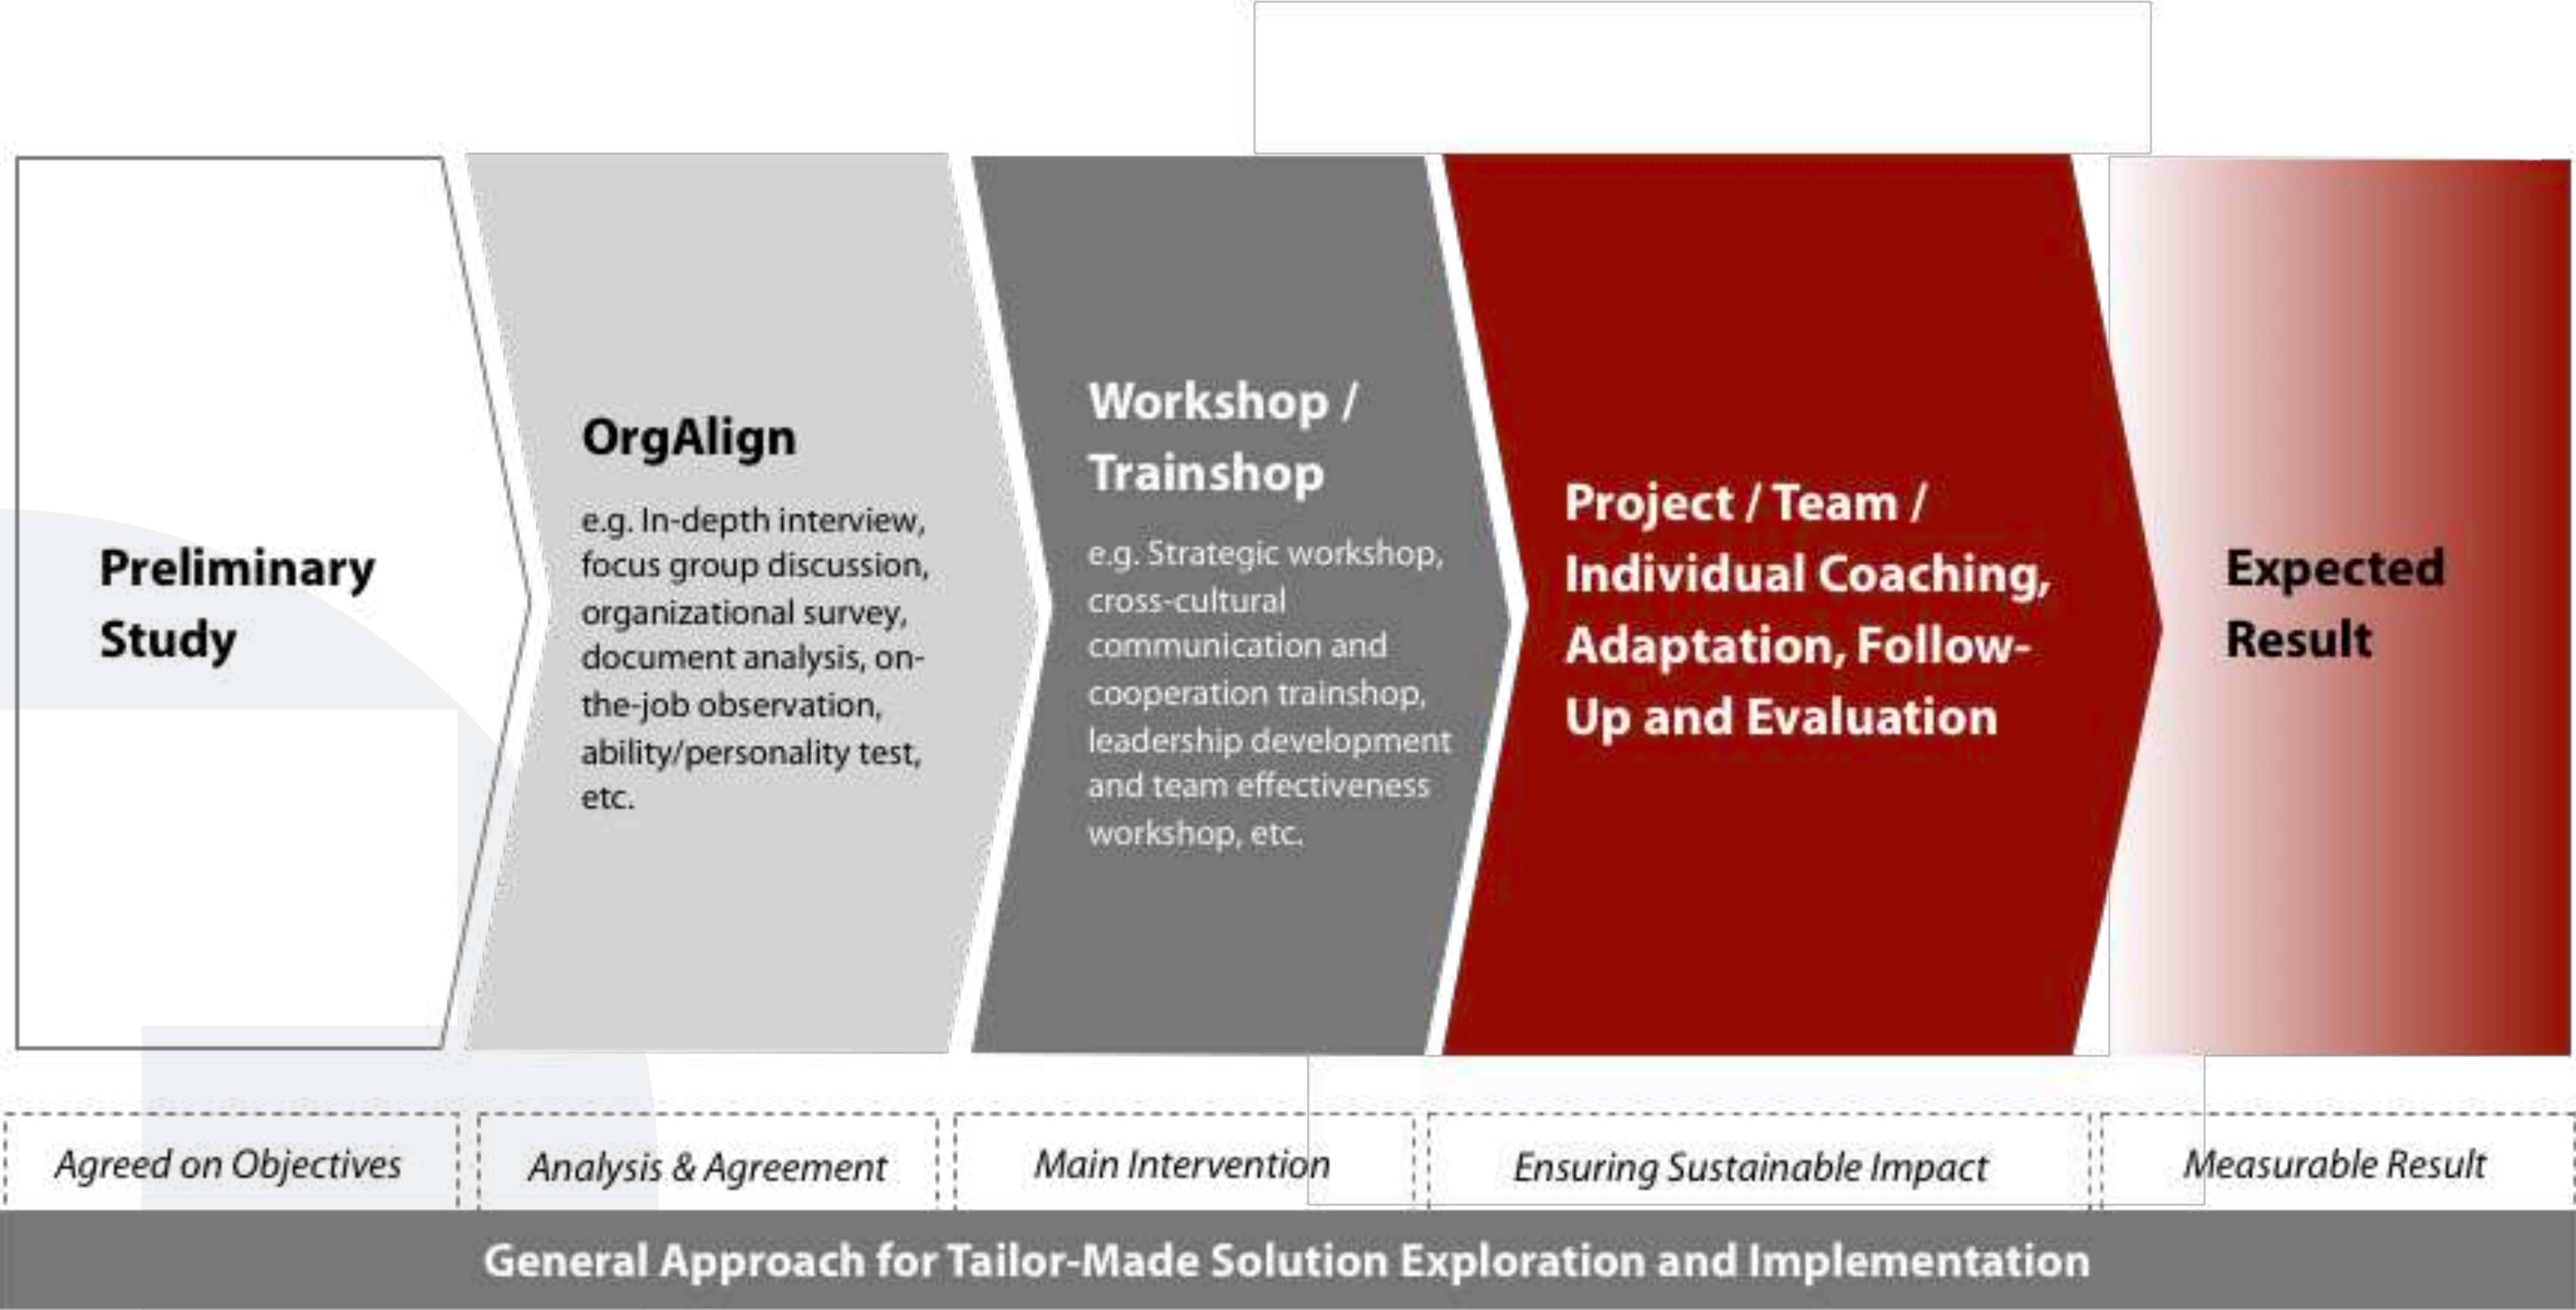 Preliminary
Study
OrgAlign
e.g. In-depth interview,
focus group discussion,
organizational survey,
document analysis, on-
the-job observation,
ability/personality test,
etc.
Workshop /
Trainshop
e.g. Strategic workshop,
cross-cultural
communication and
cooperation trainshop,
leadership development
and team effectiveness
workshop, etc.
Project / Team /
Individual Coaching,
Adaptation, Follow-
Up and Evaluation
Expected
Result
Agreed on Objectives
Analysis & Agreement
Main Intervention
Ensuring Sustainable Impact
Measurable Result
General Approach for Tailor-Made Solution Exploration and Implementation